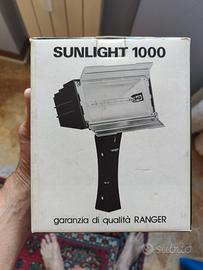 SUNLIGHT 1000
garanzia di qualità RANGER
subito